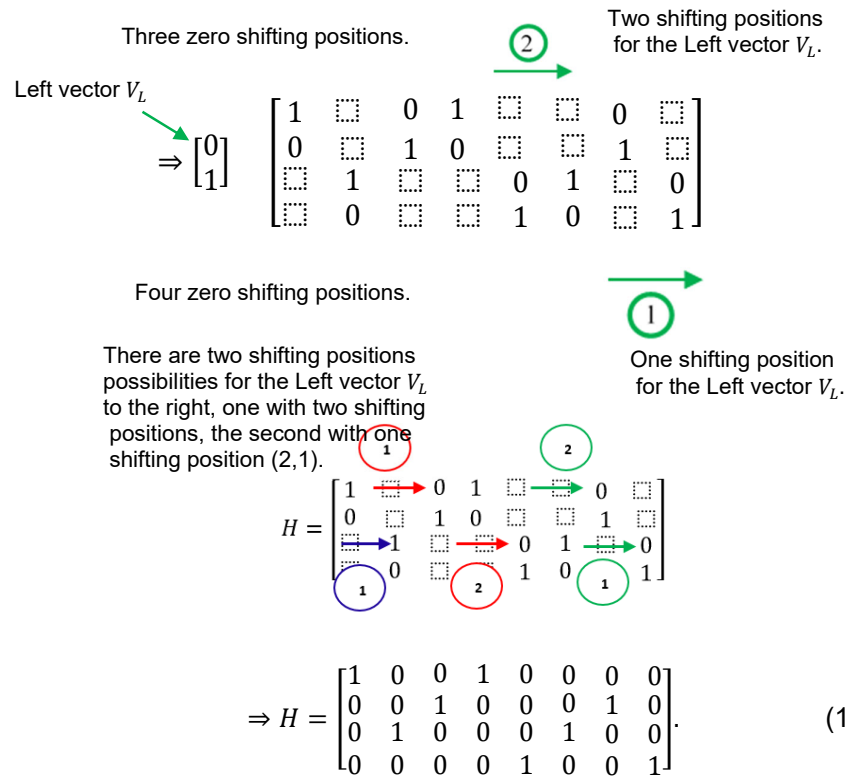 Two shifting positions
for the Left vector V_L.
Three zero shifting positions.
2
Left vector V_L
⇒ [0 1]
1 0 1 0
0 1 0 1
1 0 1 0
0 1 0 1
Four zero shifting positions.
1
One shifting position
for the Left vector V_L.
There are two shifting positions
possibilities for the Left vector V_L
to the right, one with two shifting
positions, the second with one
shifting position (2,1).
1 2
H =
1 0 1 0
0 1 0 1
1 0 1 0
0 1 0 1
1 2 1
⇒ H =
1 0 0 1 0 0 0 0
0 0 1 0 0 0 1 0
0 1 0 0 0 1 0 0
0 0 0 0 1 0 0 1
.
(1